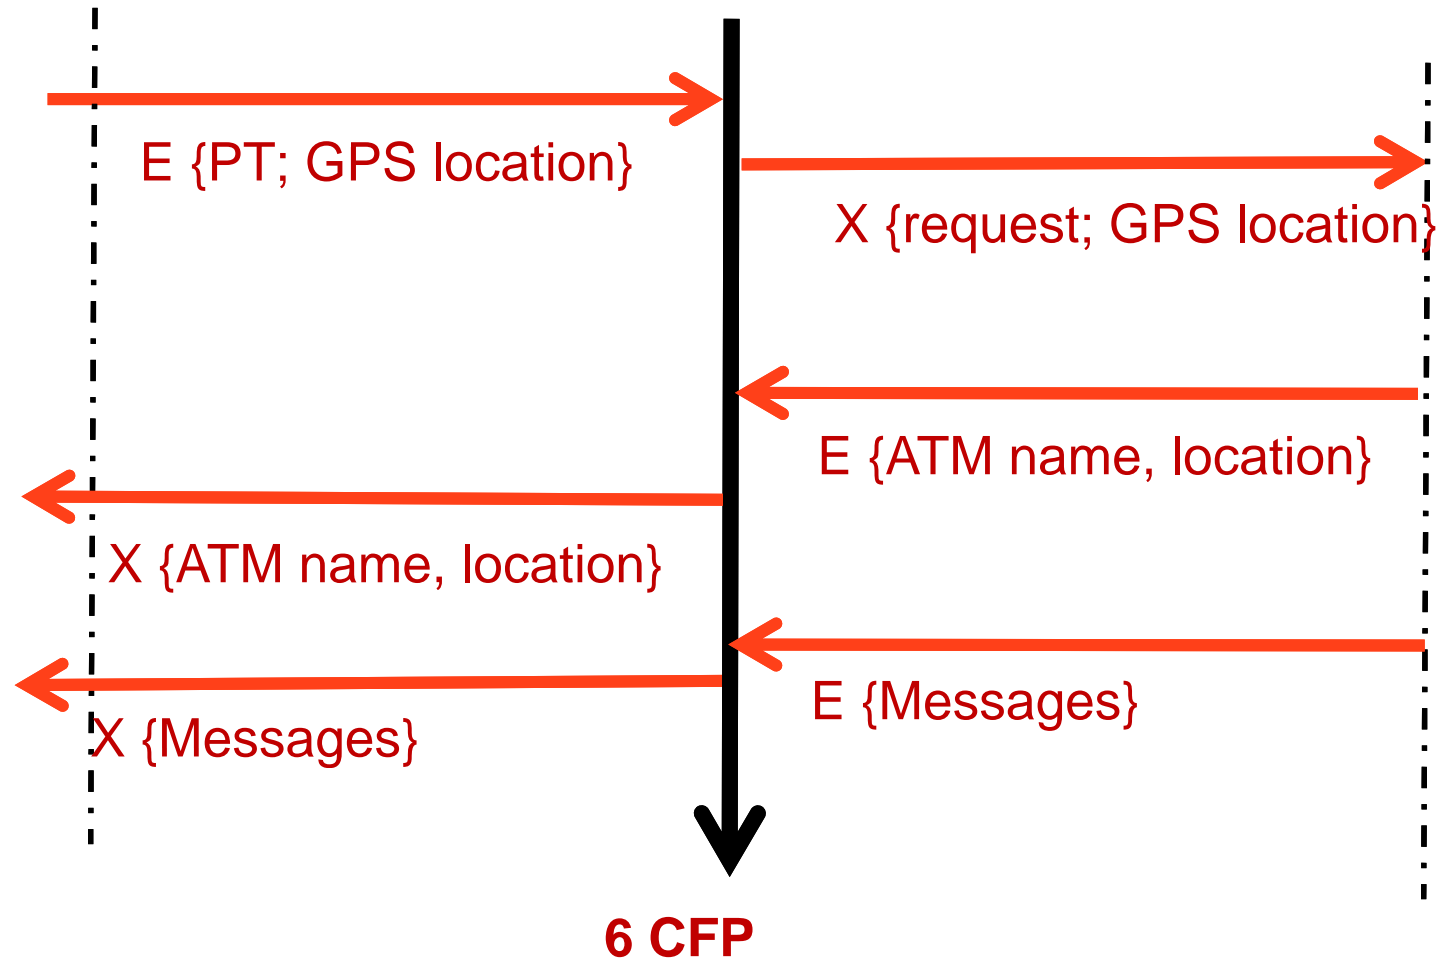 E {PT; GPS location}
X {request; GPS location}
E {ATM name, location}
X {ATM name, location}
E {Messages}
X {Messages}
6 CFP